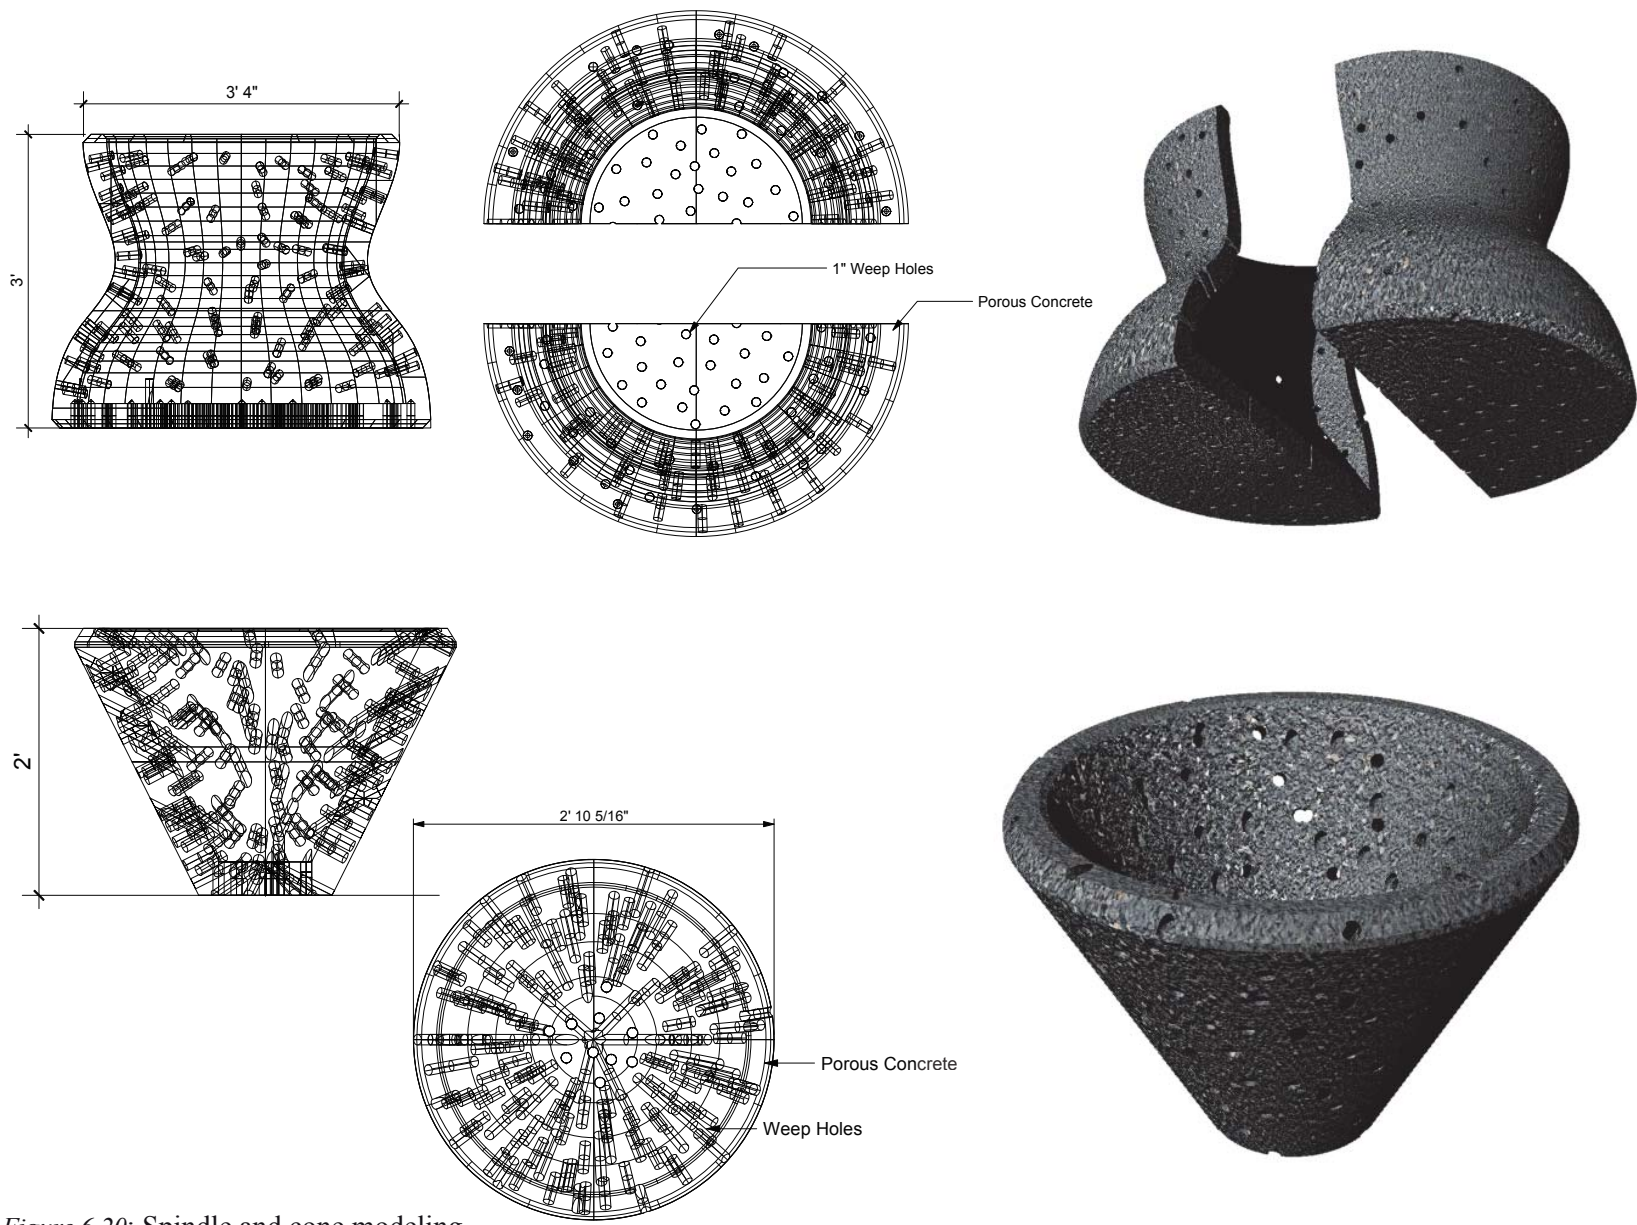 3' 4"
3'
1" Weep Holes
Porous Concrete
2'
2' 10 5/16"
Porous Concrete
Weep Holes
Figure 6.20: Spindle and cone modeling